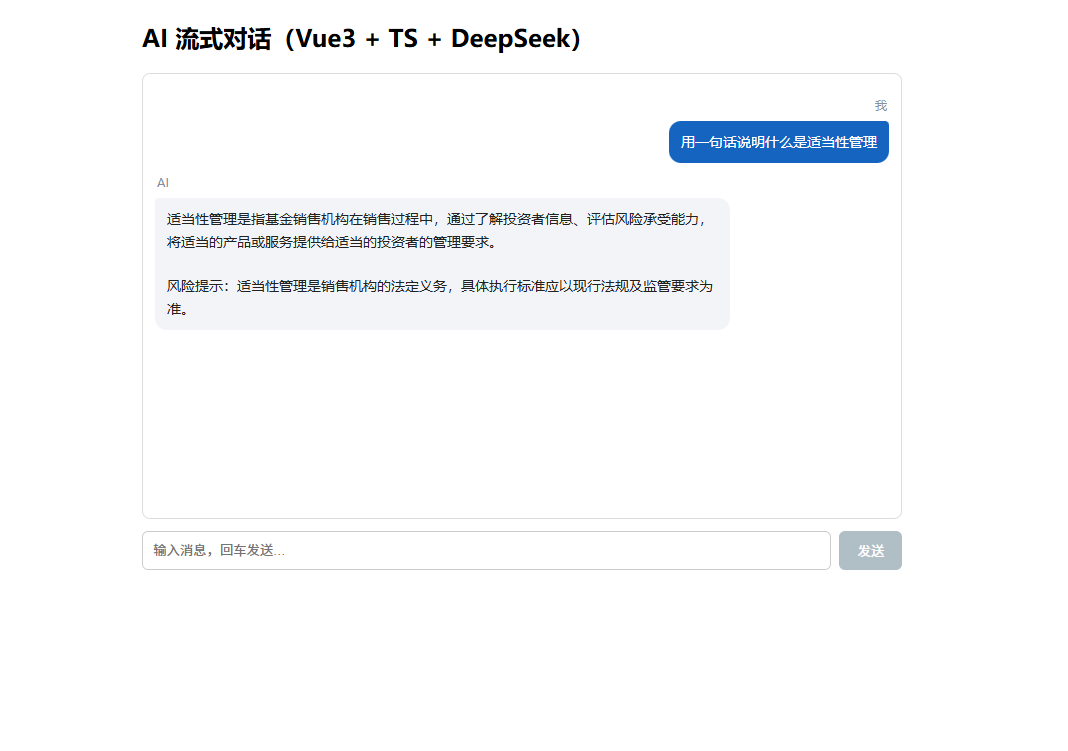 AI 流式对话（Vue3 + TS + DeepSeek）
我
用一句话说明什么是适当性管理
AI
适当性管理是指基金销售机构在销售过程中，通过了解投资者信息、评估风险承受能力，
将适当的产品或服务提供给适当的投资者的管理要求。
风险提示：适当性管理是销售机构的法定义务，具体执行标准应以现行法规及监管要求为
准。
输入消息，回车发送...
发送